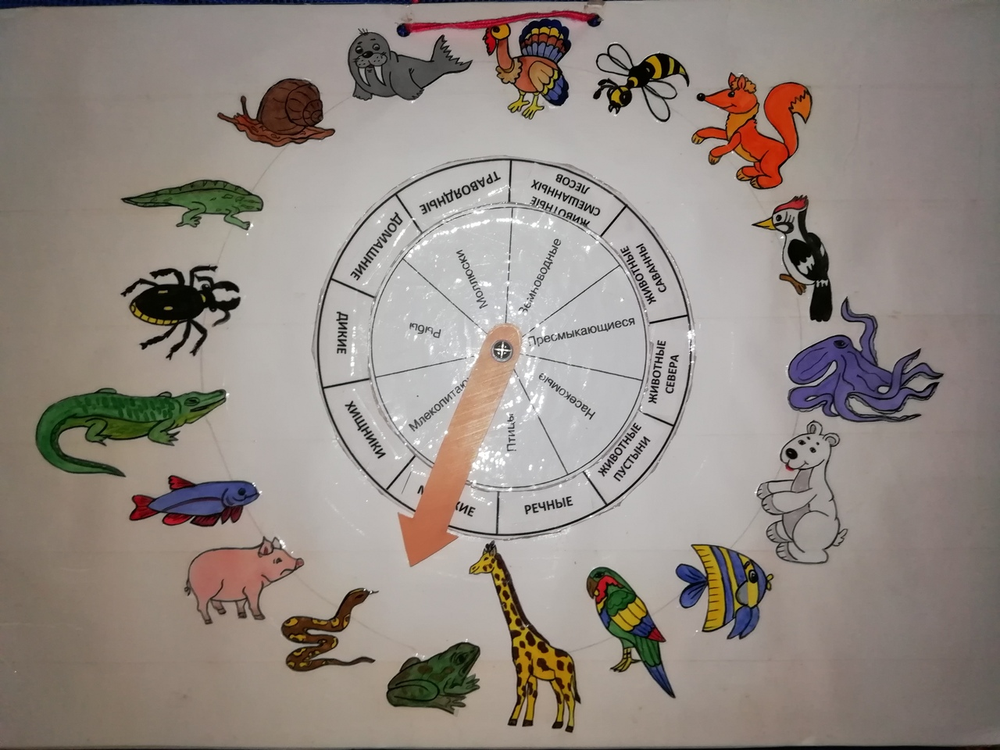 ТРАВОЯДНЫЕ
ЖИВОТНЫЕ
СМЕШАННЫХ
ЛЕСОВ
ЖИВОТНЫЕ
САВАННЫ
ЖИВОТНЫЕ
СЕВЕРА
ЖИВОТНЫЕ
ПУСТЫНИ
РЕЧНЫЕ
ХИЩНИКИ
ДИКИЕ
ДОМАШНИЕ
Моллюски
Земноводные
Пресмыкающиеся
Насекомые
Птицы
Рыбы